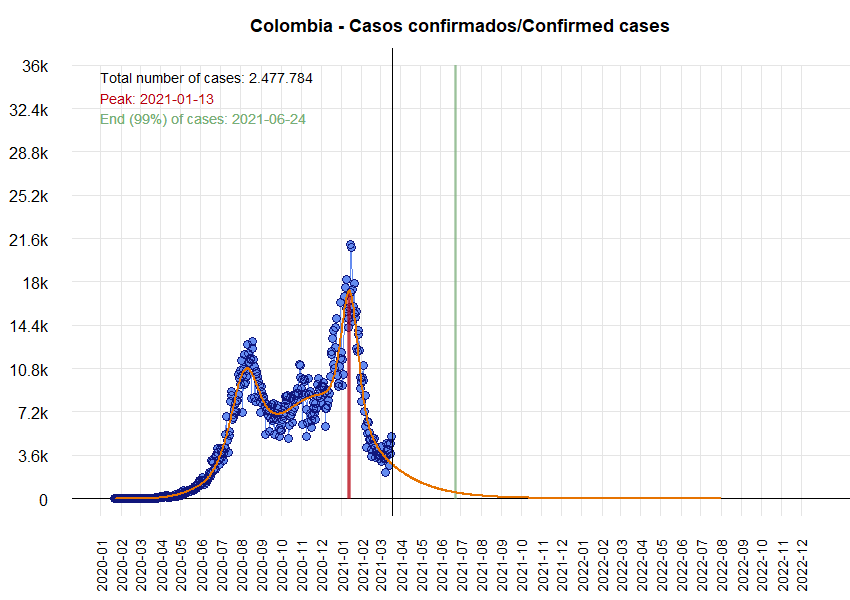 Colombia - Casos confirmados/Confirmed cases
36k
Total number of cases: 2.477.784
Peak: 2021-01-13
32.4k
End (99%) of cases: 2021-06-24
28.8k
25.2k
21.6k
18k
14.4k
10.8k
7.2k
3.6k
0
2020-01
2020-02
2020-03
2020-04
2020-05
2020-06
2020-07
2020-08
2020-09
2020-10
2020-11
2020-12
2021-01
2021-02
2021-03
2021-04
2021-05
2021-06
2021-07
2021-08
2021-09
2021-10
2021-11
2021-12
2022-01
2022-02
2022-03
2022-04
2022-05
2022-06
2022-07
2022-08
2022-09
2022-10
2022-11
2022-12